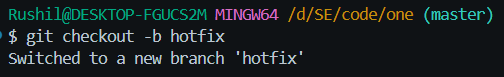 Rushil@DESKTOP-FGUCS2M MINGW64 /d/SE/code/one (master)
$ git checkout -b hotfix
Switched to a new branch 'hotfix'